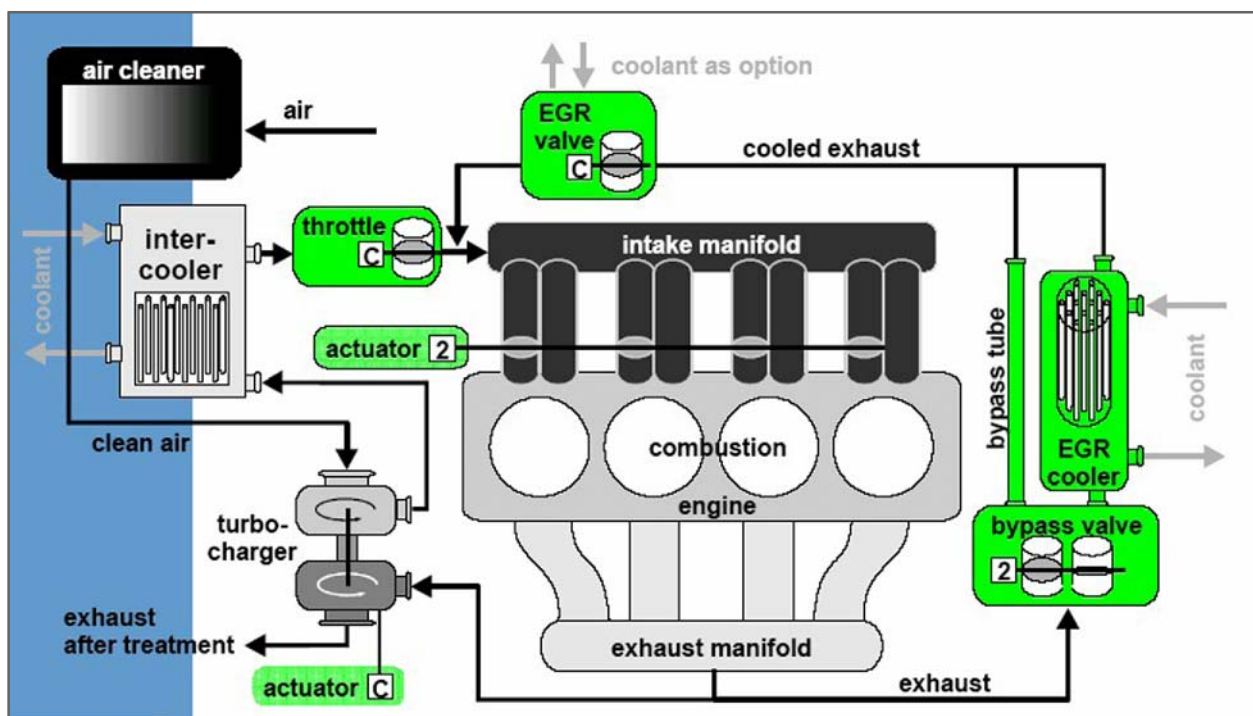 air cleaner
air
coolant as option
EGR
valve
C
cooled exhaust
inter-
cooler
coolant
throttle
C
intake manifold
actuator 2
bypass tube
coolant
EGR
cooler
clean air
combustion
engine
turbo-
charger
bypass valve
2
exhaust
after treatment
exhaust manifold
actuator C
exhaust